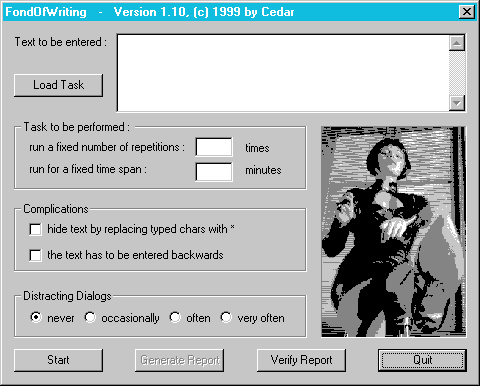 FondOfWriting - Version 1.10, (c) 1999 by Cedar
Text to be entered :
Load Task
Task to be performed :
run a fixed number of repetitions : times
run for a fixed time span : minutes
Complications
hide text by replacing typed chars with *
the text has to be entered backwards
Distracting Dialogs
never occasionally often very often
Start Generate Report Verify Report Quit